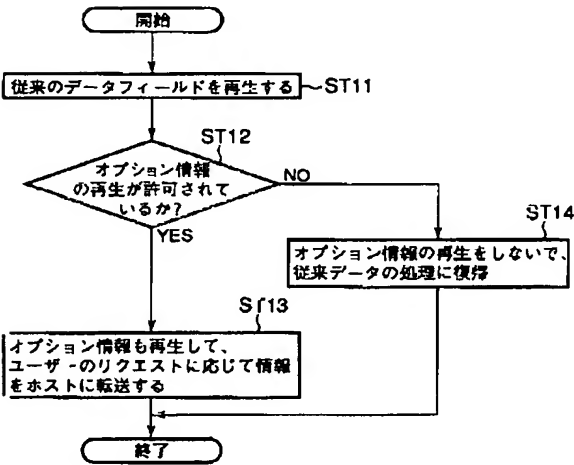 開始
従来のデータフィールドを再生する
ST11
ST12
オプション情報
の再生が許可されて
いるか?
NO
YES
ST14
オプション情報の再生をしないで、
従来データの処理に復帰
ST13
オプション情報も再生して、
ユーザーのリクエストに応じて情報
をホストに転送する
終了